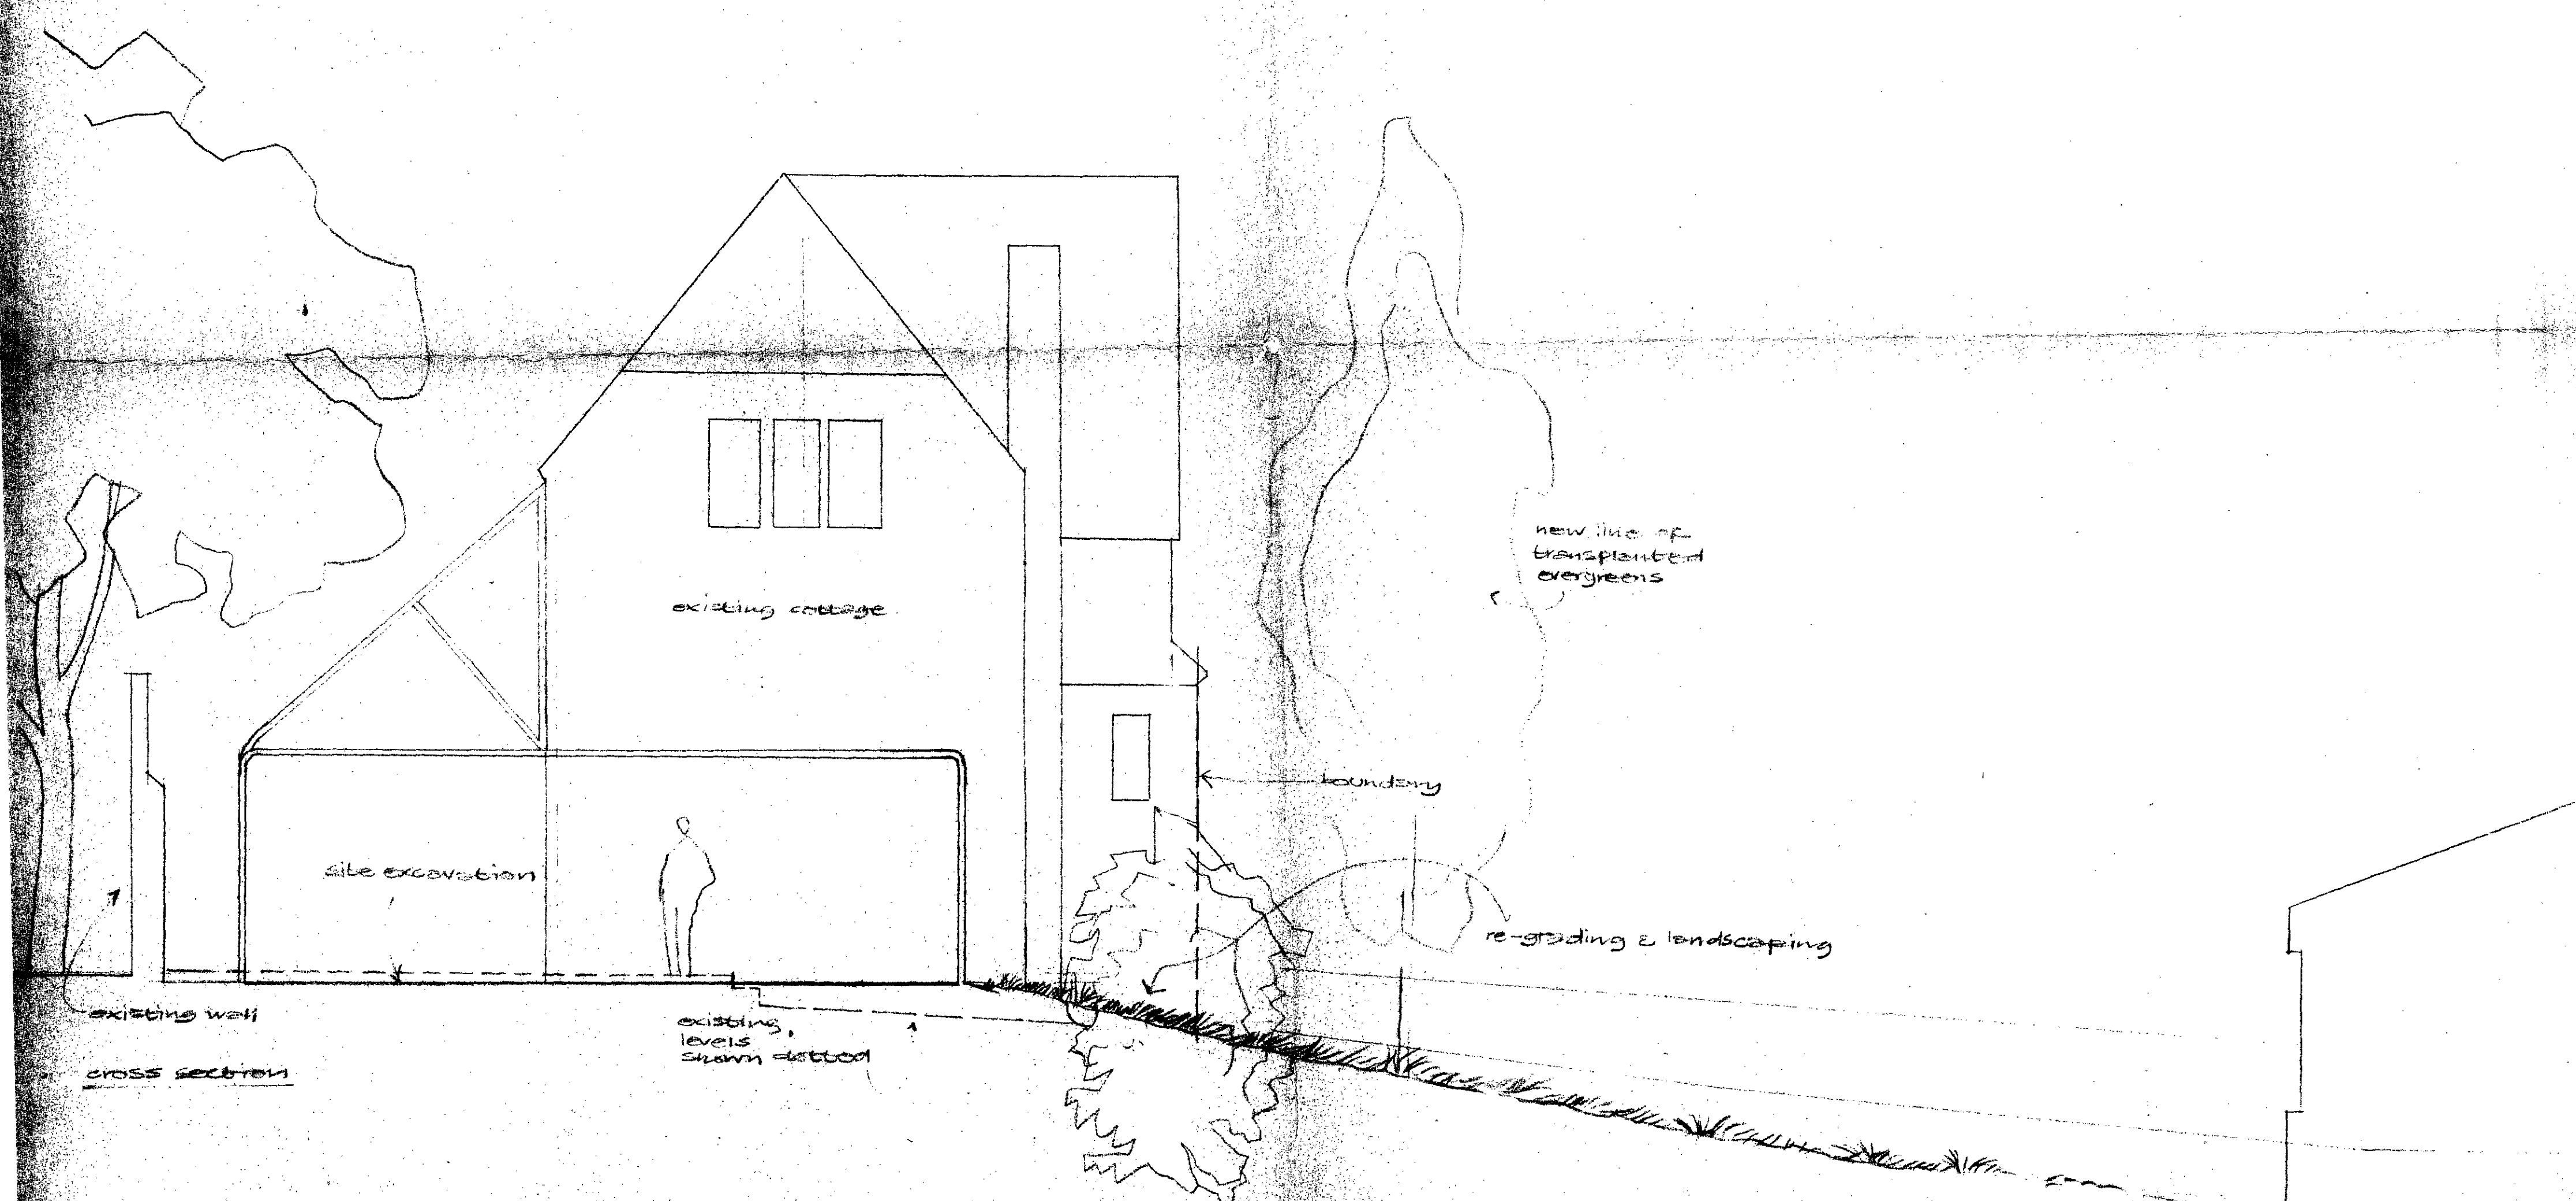 new line of
transplanted
evergreens
existing cottage
boundary
site excavation
re-grading & landscaping
existing wall
existing
levels
shown dotted
cross section